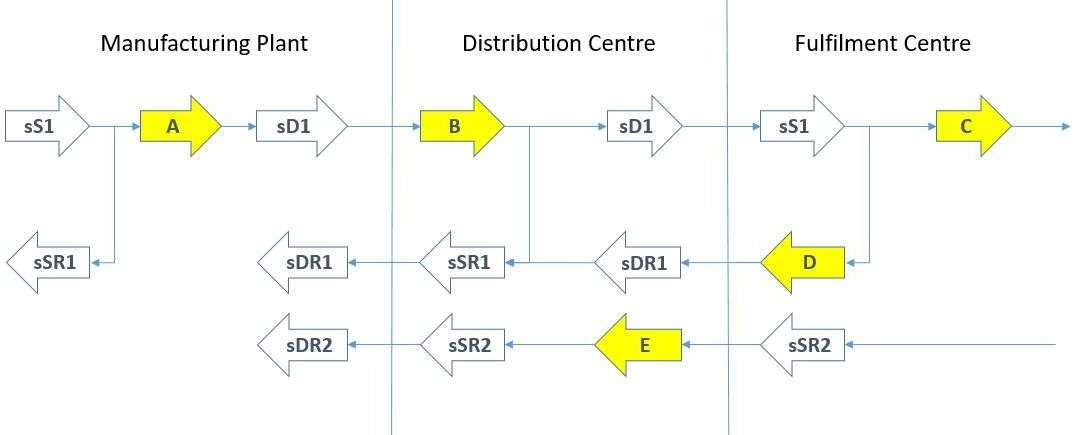 Manufacturing Plant
Distribution Centre
Fulfilment Centre
sS1
A
sD1
B
sD1
sS1
C
sSR1
sDR1
sSR1
sDR1
D
sDR2
sSR2
E
sSR2